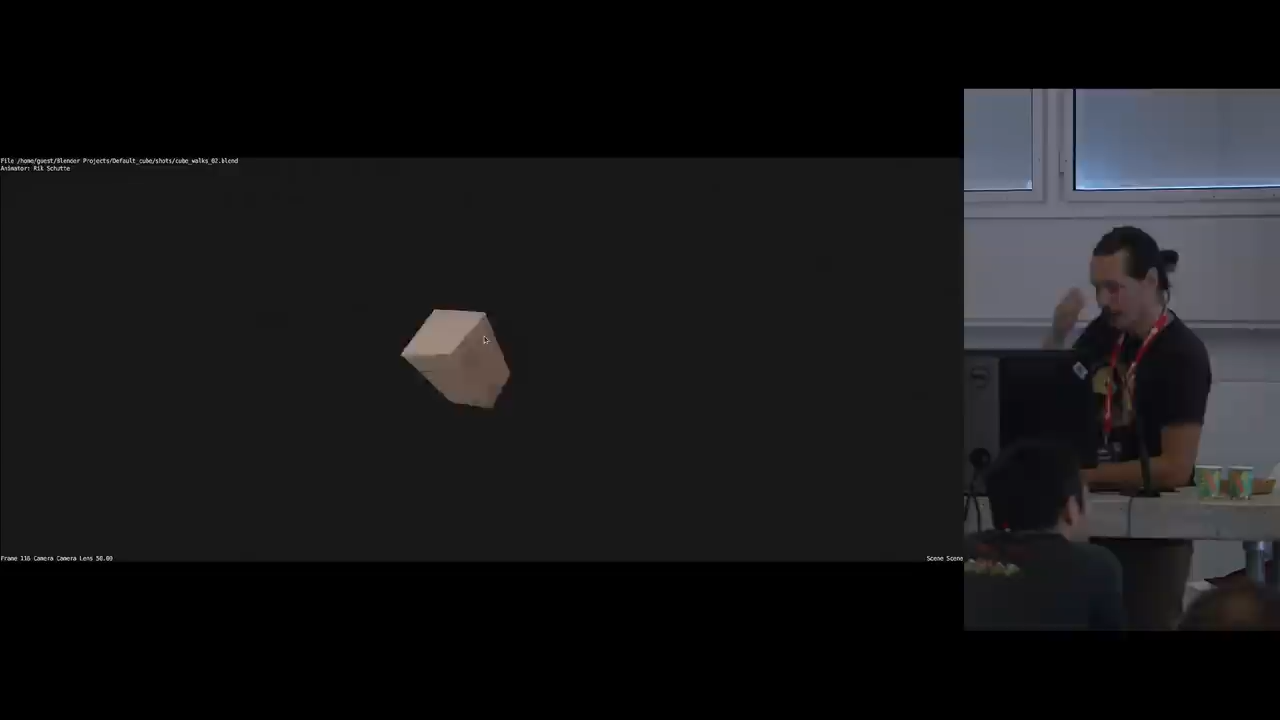 File /home/guest/Blender Projects/Default_cube/shots/cube_walks_02.blend
Animator: Rik Schutte
Frame 116 Camera Camera Lens 50.00
Scene Scene